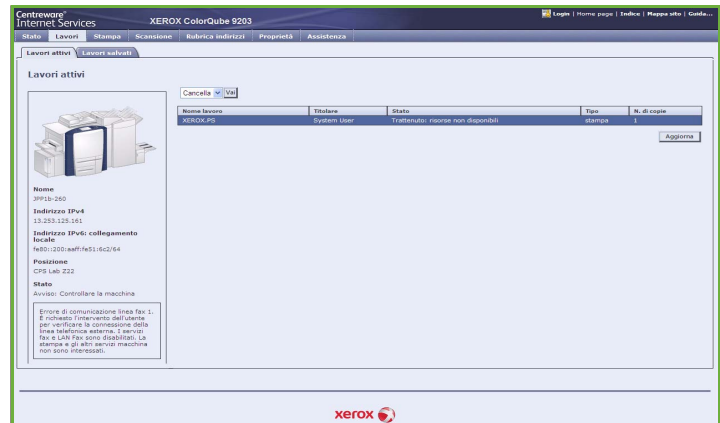 Centreware®
Internet Services
XEROX ColorQube 9203
Login | Home page | Indice | Mappa sito | Guida...
Stato Lavori Stampa Scansione Rubrica indirizzi Proprietà Assistenza
Lavori attivi Lavori salvati
Lavori attivi
Cancella Vai
Nome lavoro Titolare Stato Tipo N. di copie
XEROX.PS System User Trattenuto: risorse non disponibili stampa 1
Aggiorna
Nome
JPP1b-260
Indirizzo IPv4
13.253.125.161
Indirizzo IPv6: collegamento
locale
fe80::200:aaff:fe51:6c2/64
Posizione
CPS Lab Z22
Stato
Avviso: Controllare la macchina
Errore di comunicazione linea fax 1.
È richiesto l'intervento dell'utente
per verificare la connessione della
linea telefonica esterna. I servizi
fax e LAN Fax sono disabilitati. La
stampa e gli altri servizi macchina
non sono interessati.
xerox